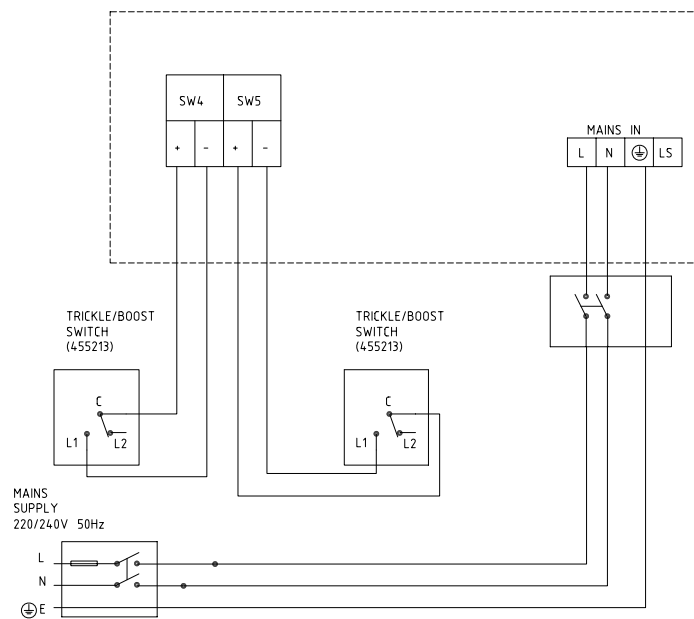 SW4 SW5
+ - + -
MAINS IN
L N LS
TRICKLE/BOOST
SWITCH
(455213)
C
L1 L2
TRICKLE/BOOST
SWITCH
(455213)
C
L1 L2
MAINS
SUPPLY
220/240V 50Hz
L
N
E